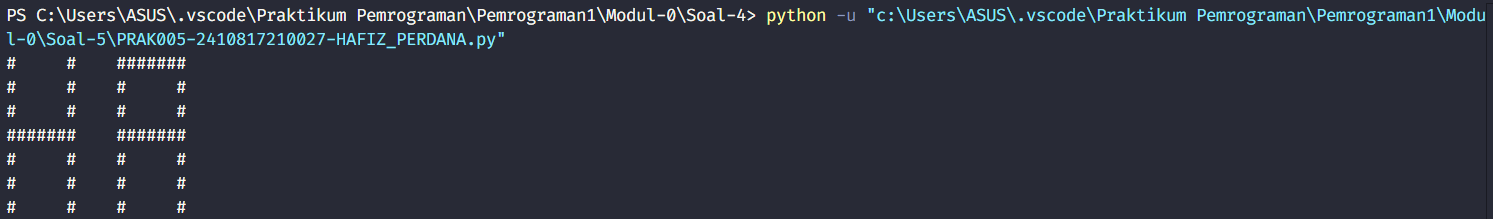 PS C:\Users\ASUS\.vscode\Praktikum Pemrograman\Pemrograman1\Modul-0\Soal-4> python -u "c:\Users\ASUS\.vscode\Praktikum Pemrograman\Pemrograman1\Modu
l-0\Soal-5\PRAK005-2410817210027-HAFIZ_PERDANA.py"
#     #    #######
#     #    #     #
#     #    #     #
#######    #######
#     #    #     #
#     #    #     #
#     #    #     #